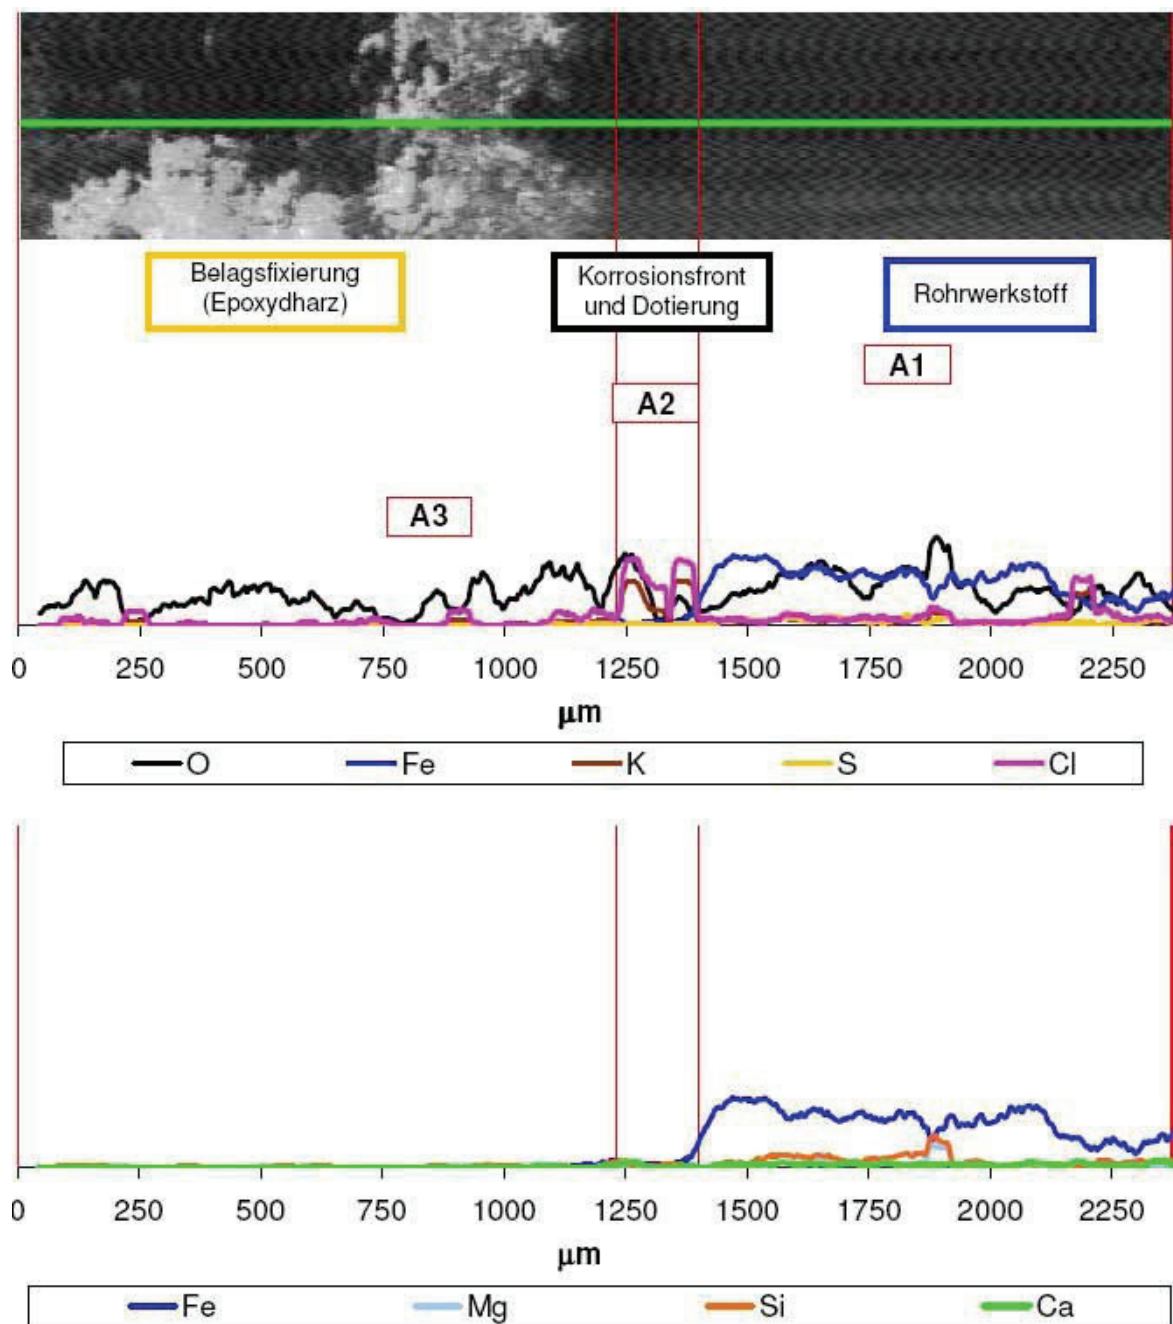 Belagsfixierung
(Epoxydharz)
Korrosionsfront
und Dotierung
Rohrwerkstoff
A1
A2
A3
0 250 500 750 1000 1250 1500 1750 2000 2250
µm
O Fe K S Cl
0 250 500 750 1000 1250 1500 1750 2000 2250
µm
Fe Mg Si Ca